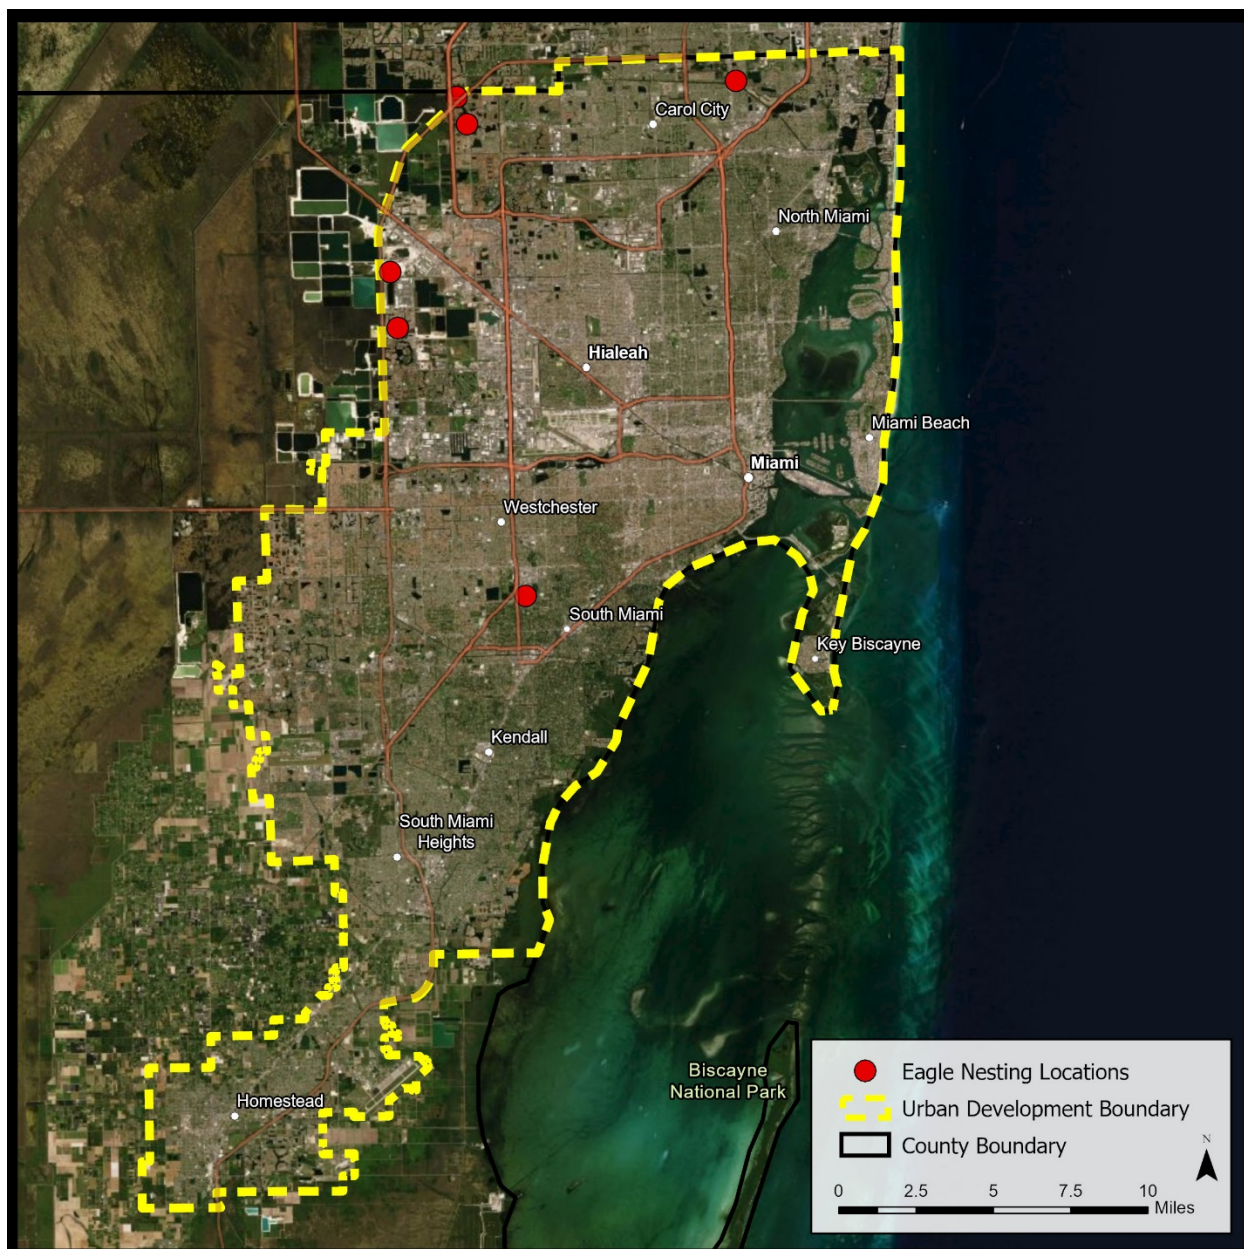 Carol City
North Miami
Hialeah
Miami Beach
Miami
Westchester
South Miami
Key Biscayne
Kendall
South Miami
Heights
Biscayne
National Park
Homestead
Eagle Nesting Locations
Urban Development Boundary
County Boundary
N
0 2.5 5 7.5 10
Miles